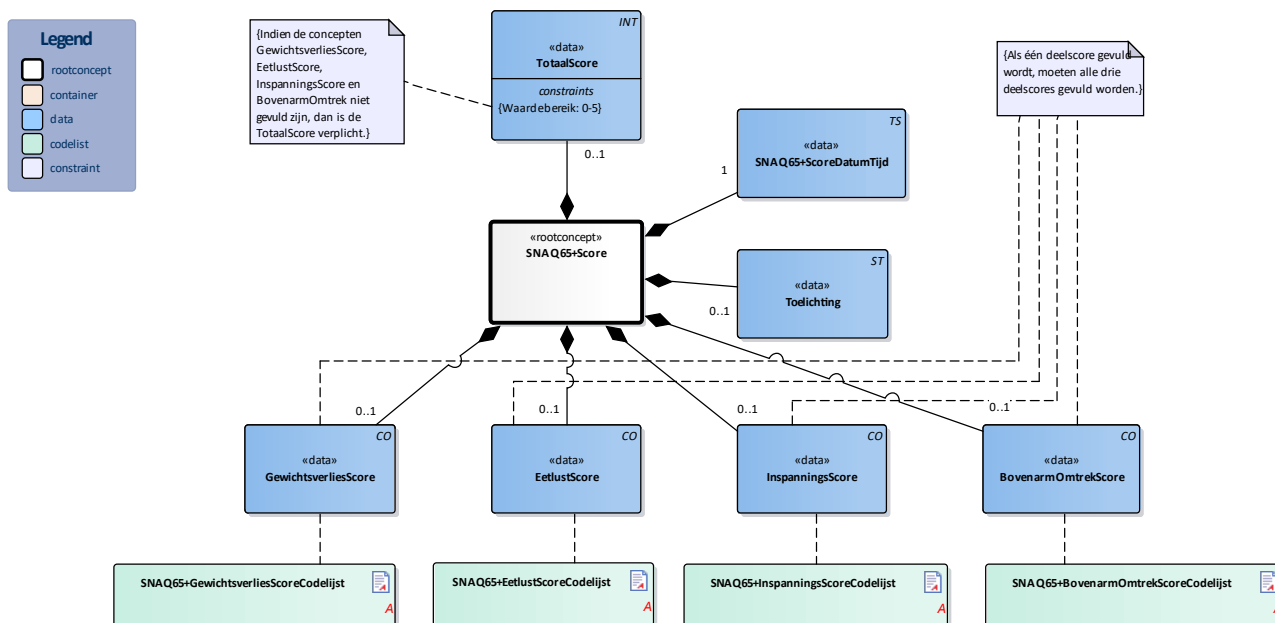 Legend
rootconcept
container
data
codelist
constraint
{Indien de concepten
GewichtsverliesScore,
EetlustScore,
InspanningsScore en
BovenarmOmtrek niet
gevuld zijn, dan is de
TotaalScore verplicht.}
INT
«data»
TotaalScore
constraints
{Waardebereik: 0-5}
0..1
{Als één deelscore gevuld
wordt, moeten alle drie
deelscores gevuld worden.}
TS
«data»
SNAQ65+ScoreDatumTijd
1
«rootconcept»
SNAQ65+Score
ST
«data»
Toelichting
0..1
0..1
0..1
0..1
0..1
CO
«data»
GewichtsverliesScore
CO
«data»
EetlustScore
CO
«data»
InspanningsScore
CO
«data»
BovenarmOmtrekScore
SNAQ65+GewichtsverliesScoreCodelijst
A
SNAQ65+EetlustScoreCodelijst
A
SNAQ65+InspanningsScoreCodelijst
A
SNAQ65+BovenarmOmtrekScoreCodelijst
A